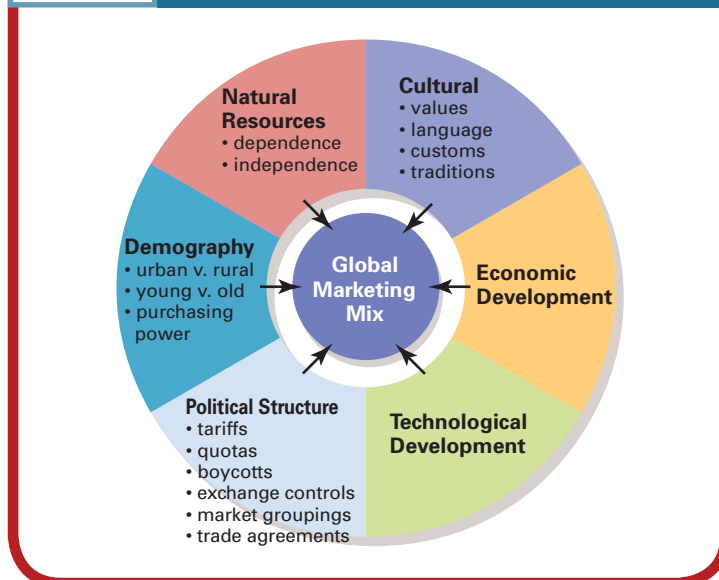 Natural
Resources
• dependence
• independence
Cultural
• values
• language
• customs
• traditions
Demography
• urban v. rural
• young v. old
• purchasing
power
Global
Marketing
Mix
Economic
Development
Political Structure
• tariffs
• quotas
• boycotts
• exchange controls
• market groupings
• trade agreements
Technological
Development